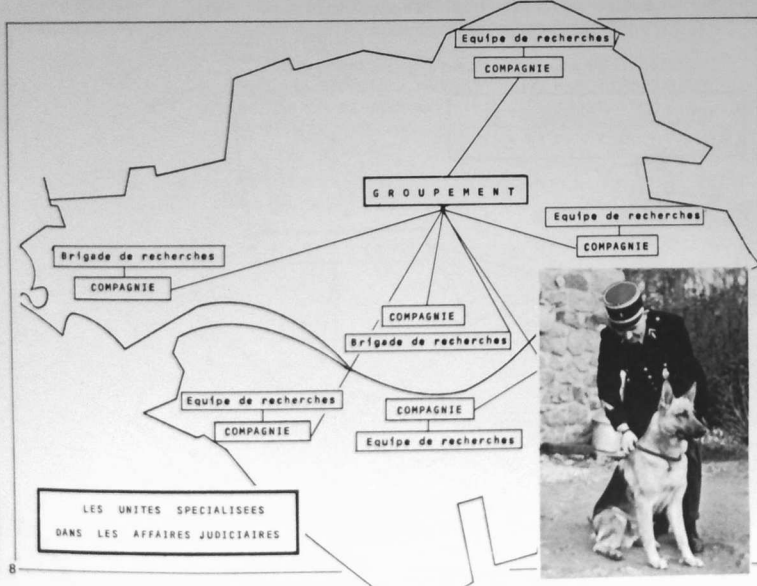 Equipe de recherches
COMPAGNIE
GROUPEMENT
Equipe de recherches
COMPAGNIE
Brigade de recherches
COMPAGNIE
COMPAGNIE
Brigade de recherches
Equipe de recherches
COMPAGNIE
COMPAGNIE
Equipe de recherches
LES UNITES SPECIALISEES
DANS LES AFFAIRES JUDICIAIRES
8